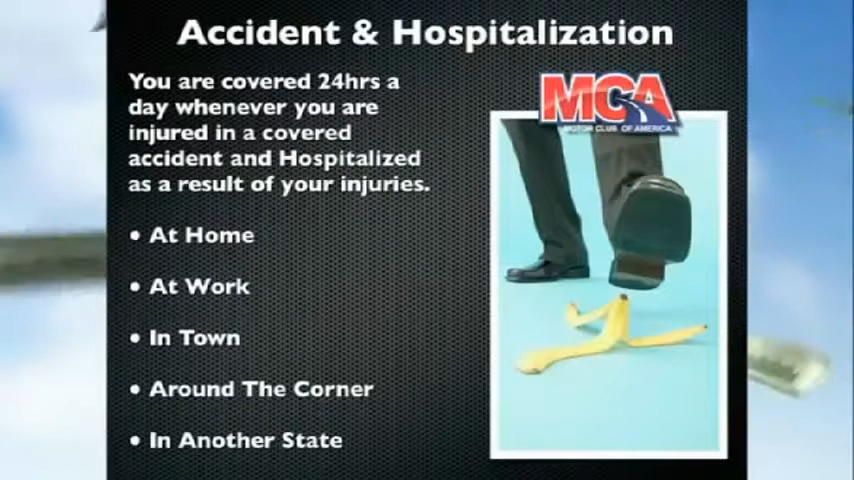 Accident & Hospitalization
You are covered 24hrs a
day whenever you are
injured in a covered
accident and Hospitalized
as a result of your injuries.
• At Home
• At Work
• In Town
• Around The Corner
• In Another State
MCA
MOTOR CLUB OF AMERICA